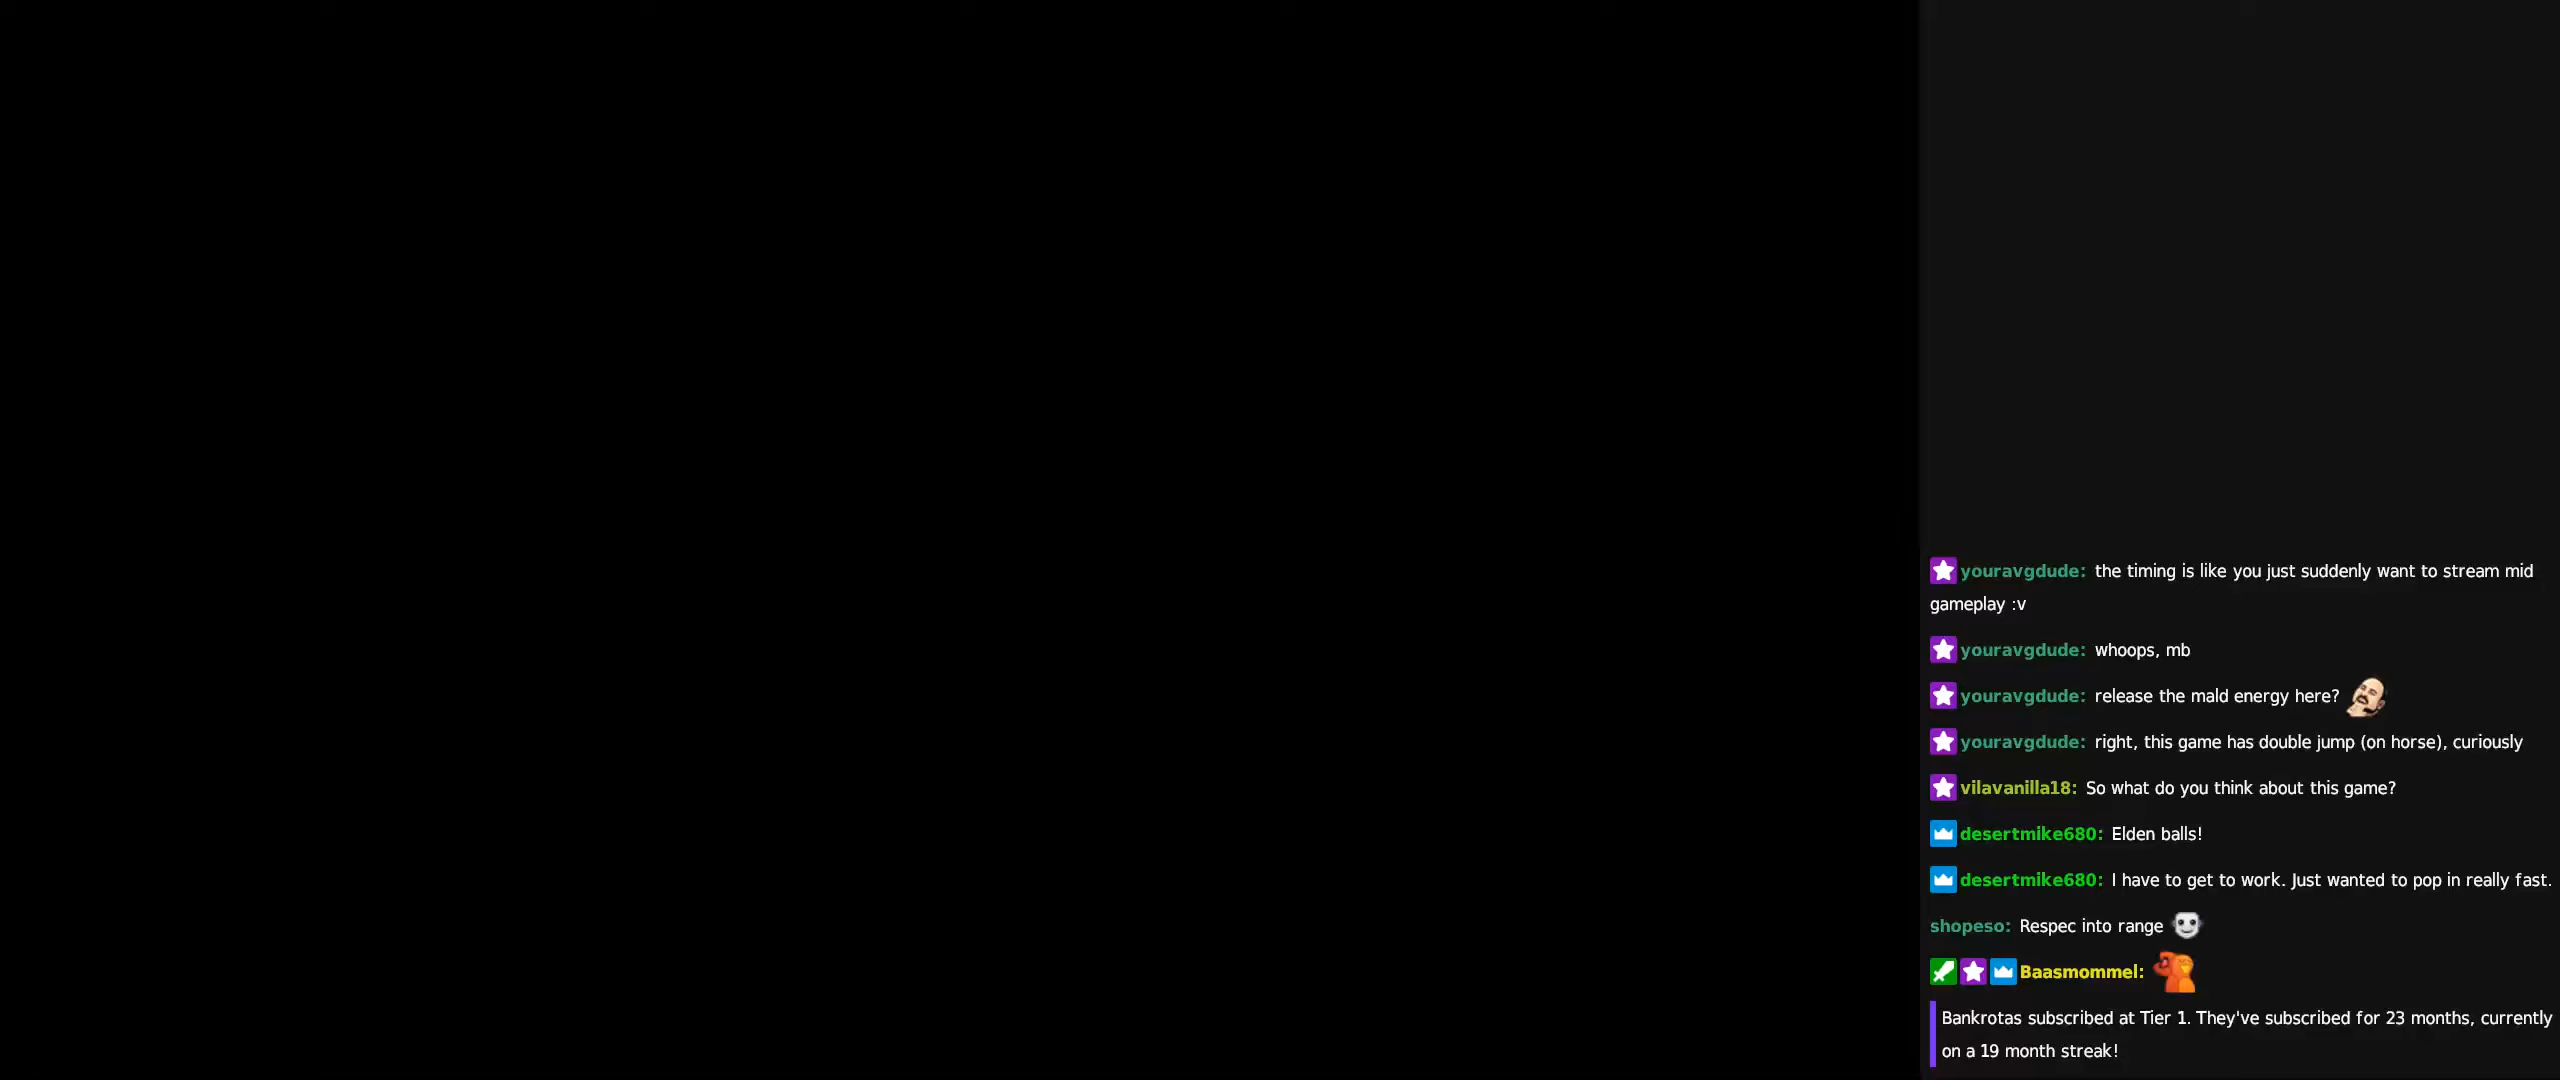 youravgdude: the timing is like you just suddenly want to stream mid
gameplay :v
youravgdude: whoops, mb
youravgdude: release the mald energy here?
youravgdude: right, this game has double jump (on horse), curiously
vilavanilla18: So what do you think about this game?
desertmike680: Elden balls!
desertmike680: I have to get to work. Just wanted to pop in really fast.
shopeso: Respec into range
Baasmommel:
Bankrotas subscribed at Tier 1. They've subscribed for 23 months, currently
on a 19 month streak!